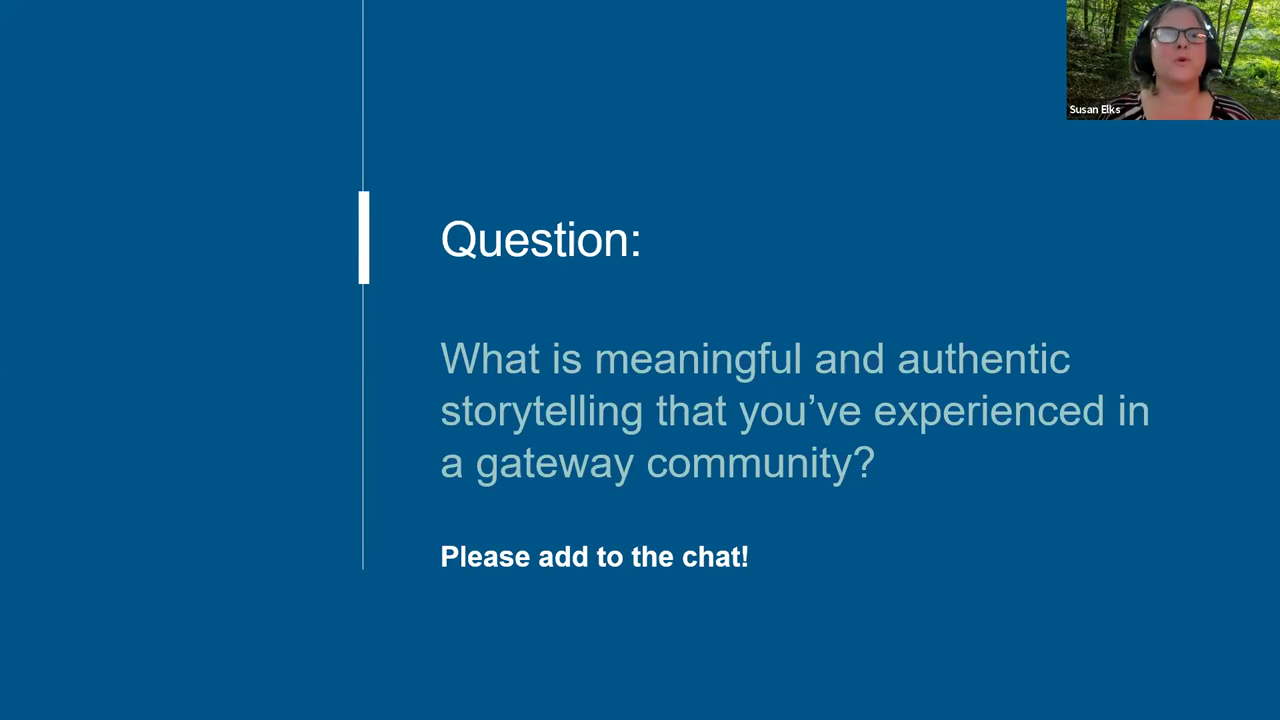 Susan Elks
Question:
What is meaningful and authentic
storytelling that you’ve experienced in
a gateway community?
Please add to the chat!